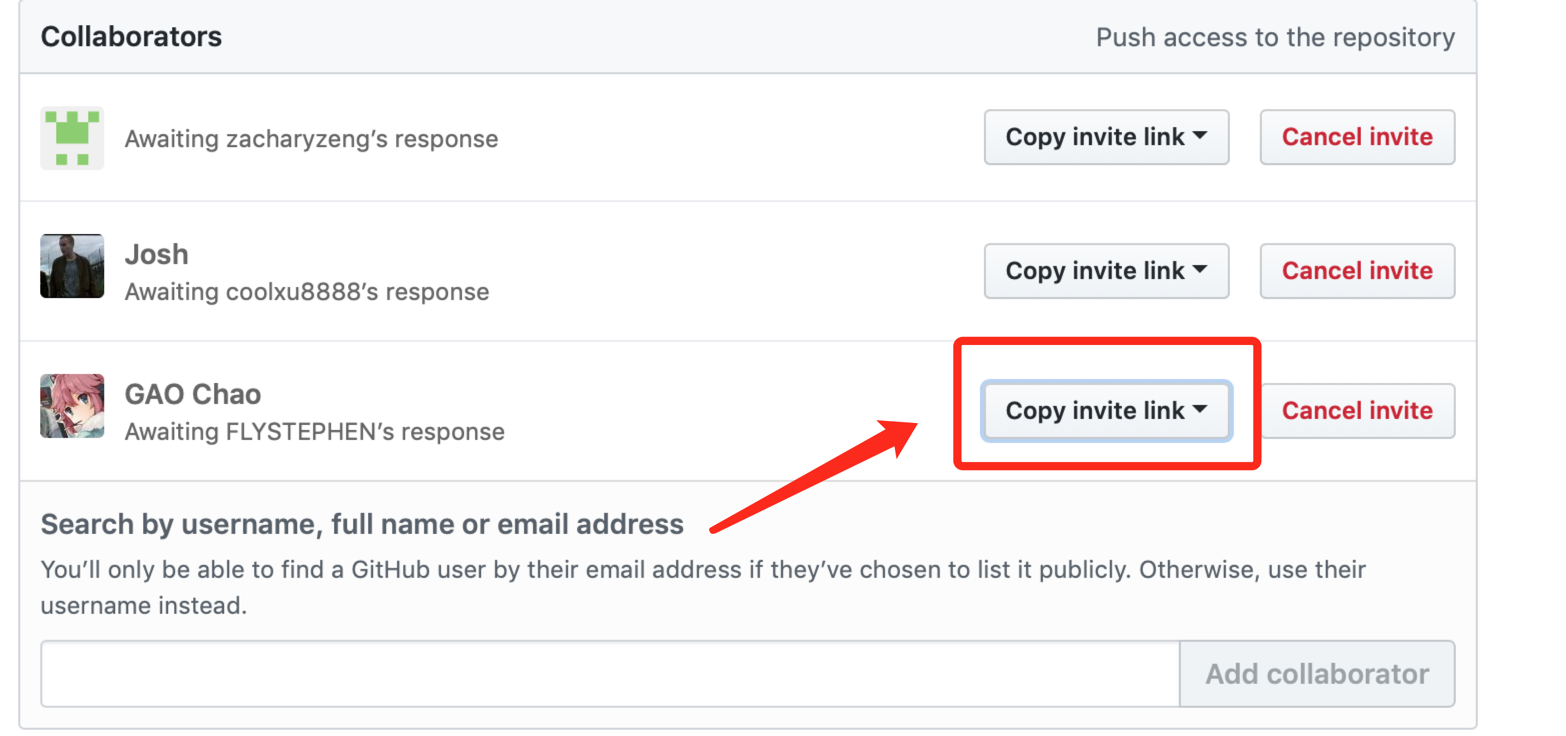 Collaborators Push access to the repository
Awaiting zacharyzeng’s response Copy invite link Cancel invite
Josh
Awaiting coolxu8888’s response Copy invite link Cancel invite
GAO Chao
Awaiting FLYSTEPHEN’s response Copy invite link Cancel invite
Search by username, full name or email address
You’ll only be able to find a GitHub user by their email address if they’ve chosen to list it publicly. Otherwise, use their
username instead.
Add collaborator